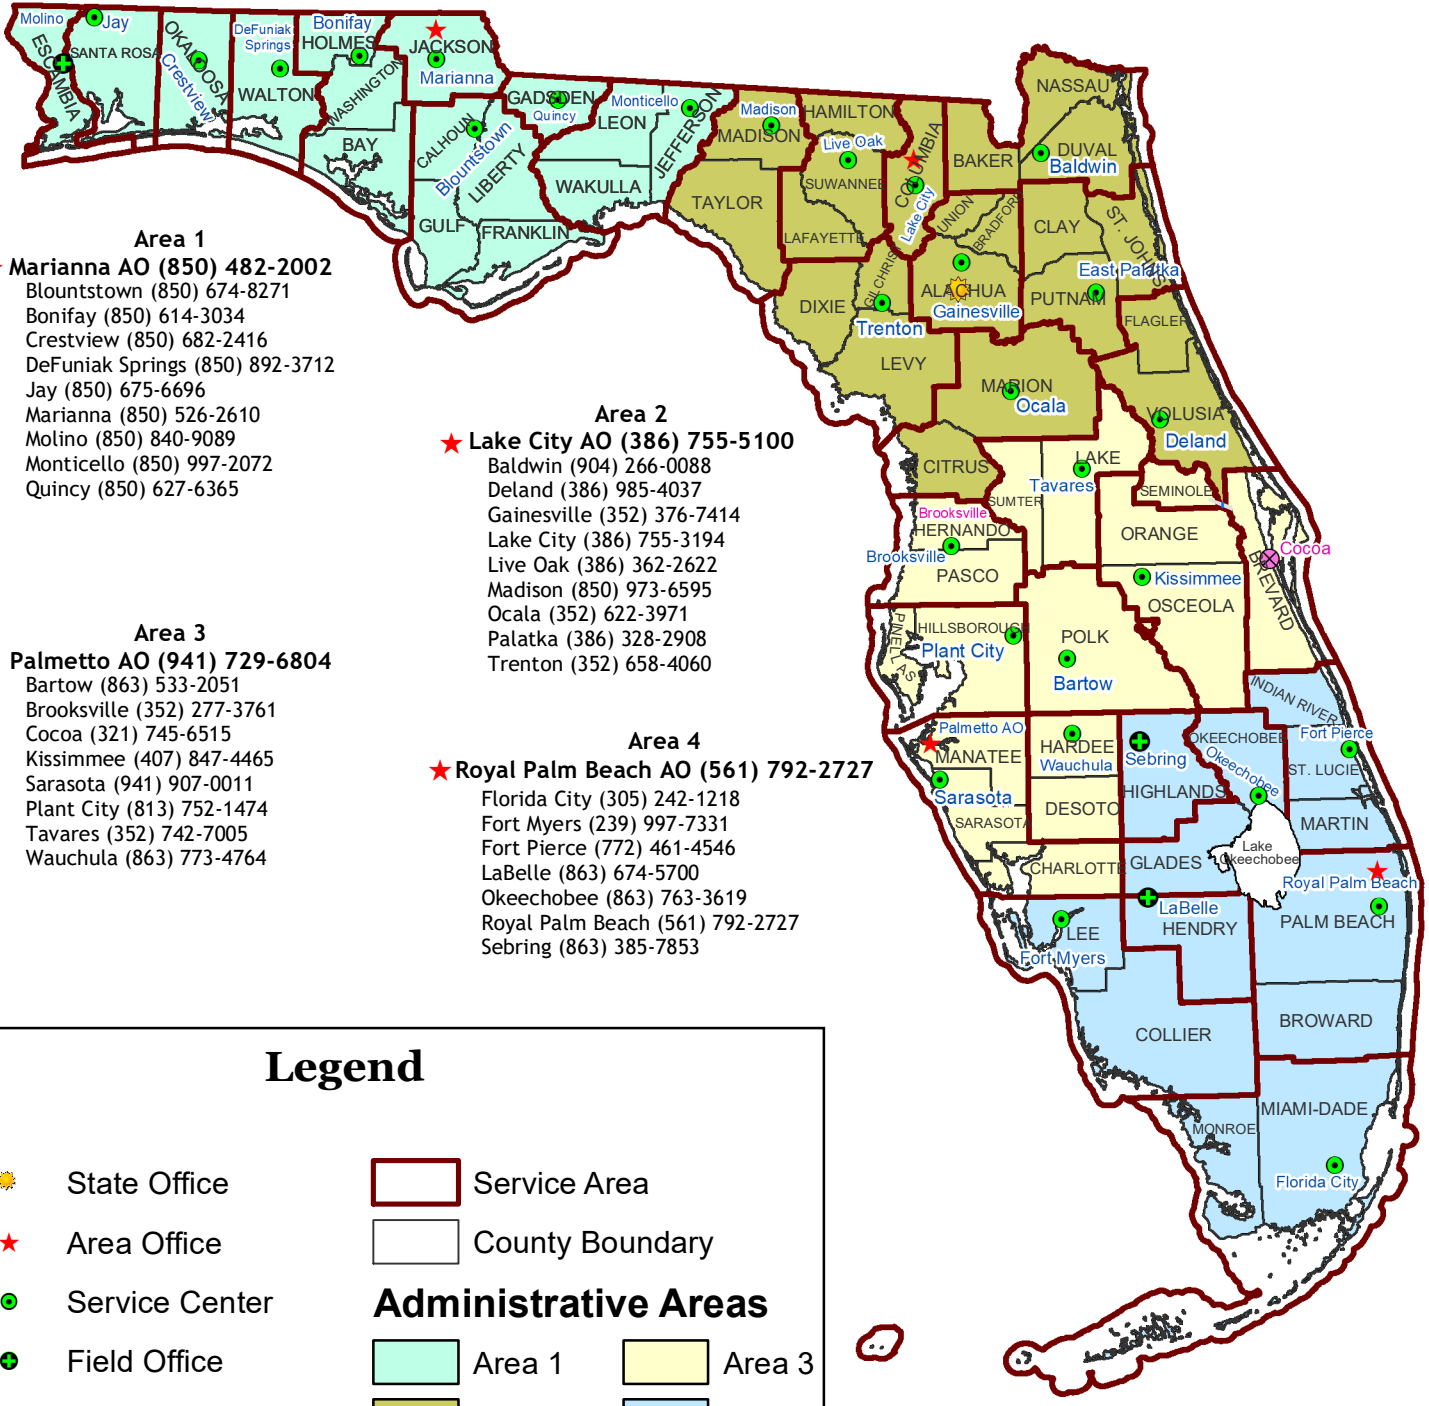 Molino
Jay
ESCAMBIA
SANTA ROSA
OKALOOSA
Crestview
DeFuniak
Springs
WALTON
Bonifay
HOLMES
WASHINGTON
JACKSON
Marianna
BAY
CALHOUN
Blountstown
LIBERTY
GULF
FRANKLIN
GADSDEN
Quincy
LEON
Monticello
JEFFERSON
WAKULLA
Madison
MADISON
TAYLOR
HAMILTON
Live Oak
SUWANNEE
LAFAYETTE
COLUMBIA
Lake City
BAKER
NASSAU
DUVAL
Baldwin
UNION
BRADFORD
CLAY
ST. JOHNS
DIXIE
GILCHRIST
Trenton
ALACHUA
Gainesville
East Palatka
PUTNAM
FLAGLER
LEVY
MARION
Ocala
VOLUSIA
Deland
CITRUS
SUMTER
LAKE
Tavares
SEMINOLE
ORANGE
Brooksville
HERNANDO
Brooksville
PASCO
Cocoa
BREVARD
Kissimmee
OSCEOLA
PINELLAS
HILLSBOROUGH
Plant City
POLK
Bartow
INDIAN RIVER
Palmetto AO
MANATEE
Sarasota
SARASOTA
HARDEE
Wauchula
DESOTO
CHARLOTTE
Sebring
HIGHLANDS
OKEECHOBEE
Okeechobee
Fort Pierce
ST. LUCIE
MARTIN
GLADES
Lake
Okeechobee
Royal Palm Beach
PALM BEACH
LaBelle
HENDRY
LEE
Fort Myers
COLLIER
BROWARD
MIAMI-DADE
MONROE
Florida City
Area 1
Marianna AO (850) 482-2002
Blountstown (850) 674-8271
Bonifay (850) 614-3034
Crestview (850) 682-2416
DeFuniak Springs (850) 892-3712
Jay (850) 675-6696
Marianna (850) 526-2610
Molino (850) 840-9089
Monticello (850) 997-2072
Quincy (850) 627-6365
Area 2
Lake City AO (386) 755-5100
Baldwin (904) 266-0088
Deland (386) 985-4037
Gainesville (352) 376-7414
Lake City (386) 755-3194
Live Oak (386) 362-2622
Madison (850) 973-6595
Ocala (352) 622-3971
Palatka (386) 328-2908
Trenton (352) 658-4060
Area 3
Palmetto AO (941) 729-6804
Bartow (863) 533-2051
Brooksville (352) 277-3761
Cocoa (321) 745-6515
Kissimmee (407) 847-4465
Sarasota (941) 907-0011
Plant City (813) 752-1474
Tavares (352) 742-7005
Wauchula (863) 773-4764
Area 4
Royal Palm Beach AO (561) 792-2727
Florida City (305) 242-1218
Fort Myers (239) 997-7331
Fort Pierce (772) 461-4546
LaBelle (863) 674-5700
Okeechobee (863) 763-3619
Royal Palm Beach (561) 792-2727
Sebring (863) 385-7853
Legend
State Office
Area Office
Service Center
Field Office
Service Area
County Boundary
Administrative Areas
Area 1
Area 3